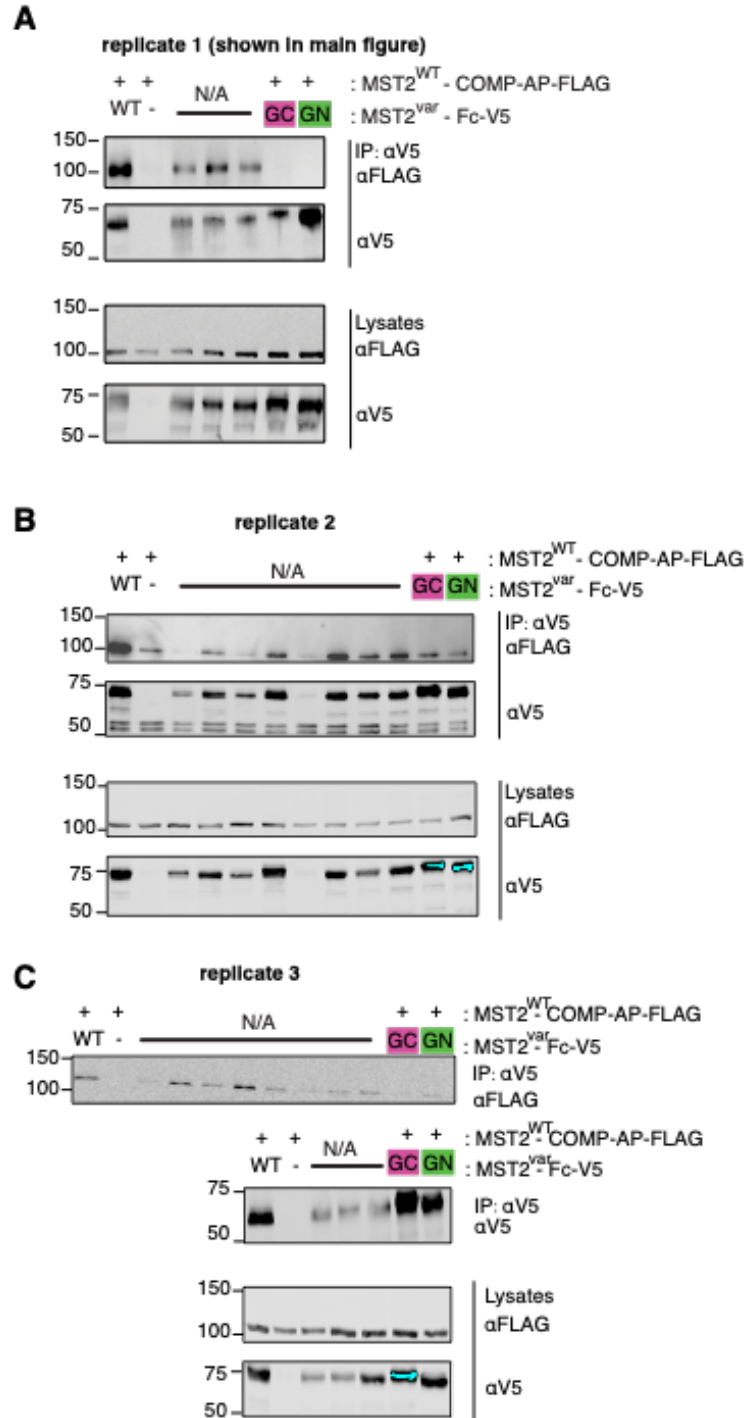 A
replicate 1 (shown in main figure)
+ + + + : MST2WT - COMP-AP-FLAG
WT - N/A GC GN : MST2var - Fc-V5
150
100
IP: αV5
αFLAG
75
50
αV5
150
100
Lysates
αFLAG
75
50
αV5
B
replicate 2
+ + + + : MST2WT - COMP-AP-FLAG
WT - N/A GC GN : MST2var - Fc-V5
150
100
IP: αV5
αFLAG
75
50
αV5
150
100
Lysates
αFLAG
75
50
αV5
C
replicate 3
+ + + + : MST2WT- COMP-AP-FLAG
WT - N/A GC GN : MST2var- Fc-V5
150
100
IP: αV5
αFLAG
+ + + + : MST2WT- COMP-AP-FLAG
WT - N/A GC GN : MST2var- Fc-V5
75
50
IP: αV5
αV5
150
100
Lysates
αFLAG
75
50
αV5